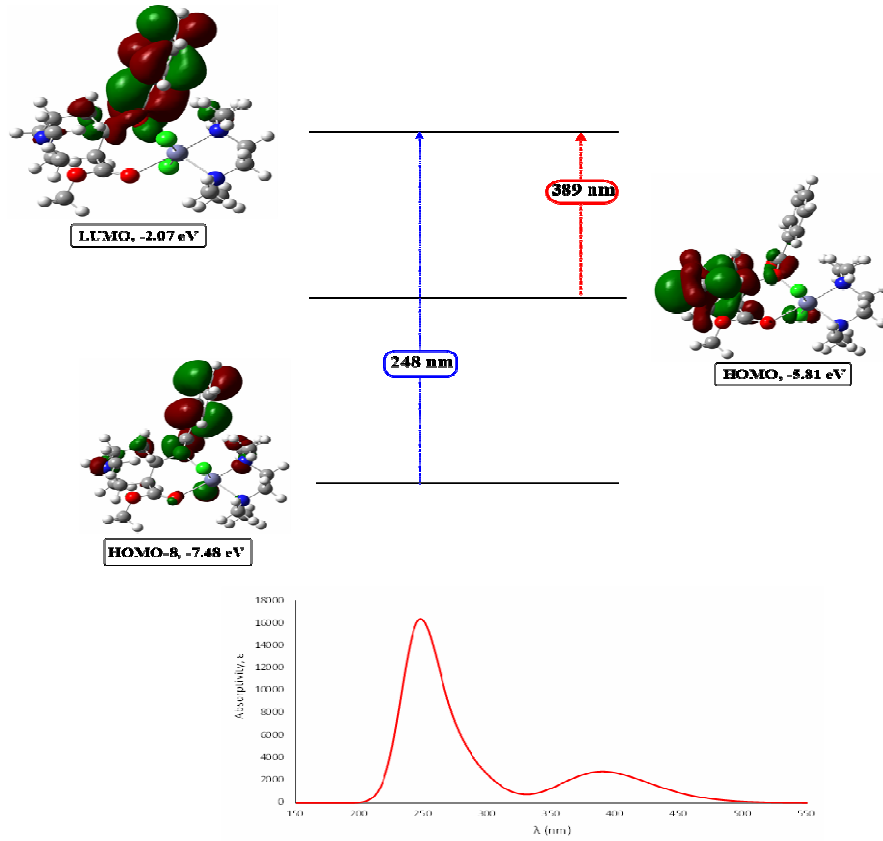 389 nm
LUMO, -2.07 eV
248 nm
HOMO, -5.81 eV
HOMO-8, -7.48 eV
18000
16000
14000
12000
10000
8000
6000
4000
2000
0
Absorptivity, ε
150 200 250 300 350 400 450 500 550
λ (nm)